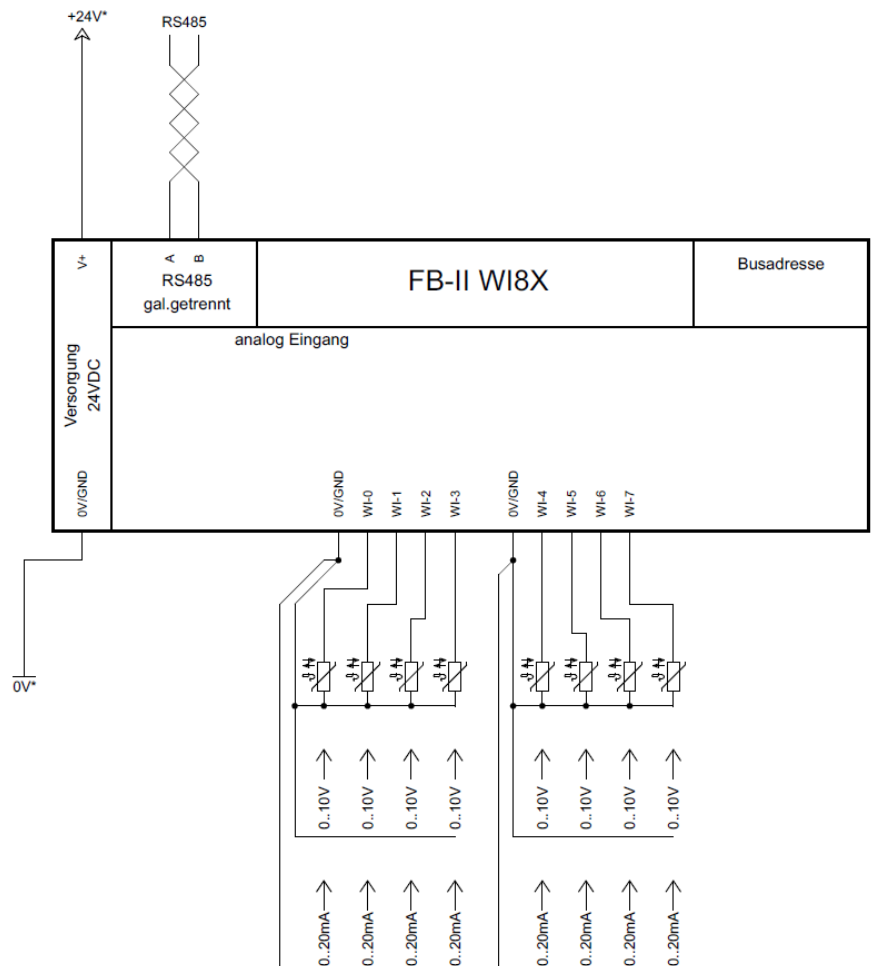 +24V*
RS485
V+
A
B
RS485
gal.getrennt
FB-II WI8X
Busadresse
analog Eingang
Versorgung
24VDC
0V/GND
0V/GND
WI-0
WI-1
WI-2
WI-3
0V/GND
WI-4
WI-5
WI-6
WI-7
0V*
ϑ
ϑ
ϑ
ϑ
ϑ
ϑ
ϑ
ϑ
0..10V
0..10V
0..10V
0..10V
0..10V
0..10V
0..10V
0..10V
0..20mA
0..20mA
0..20mA
0..20mA
0..20mA
0..20mA
0..20mA
0..20mA